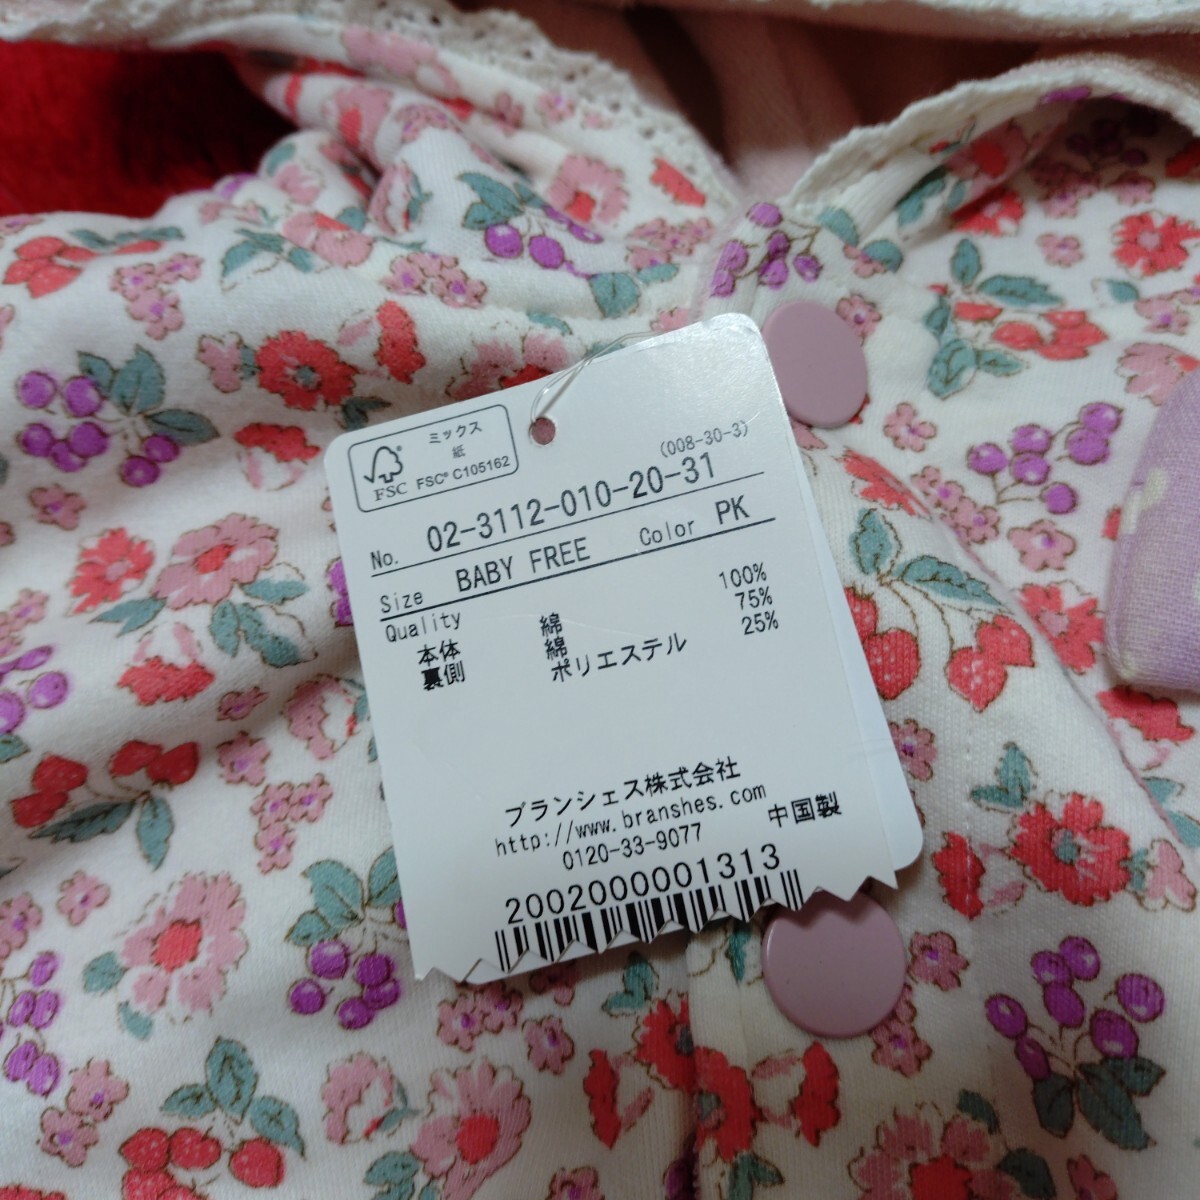 ミックス
紙
FSC FSC® C105162
(008-30-3)
No. 02-3112-010-20-31
Size BABY FREE Color PK
Quality
本体 綿 100%
裏側 綿 75%
ポリエステル 25%
ブランシェス株式会社
http://www.branshes.com
0120-33-9077 中国製
2002000001313